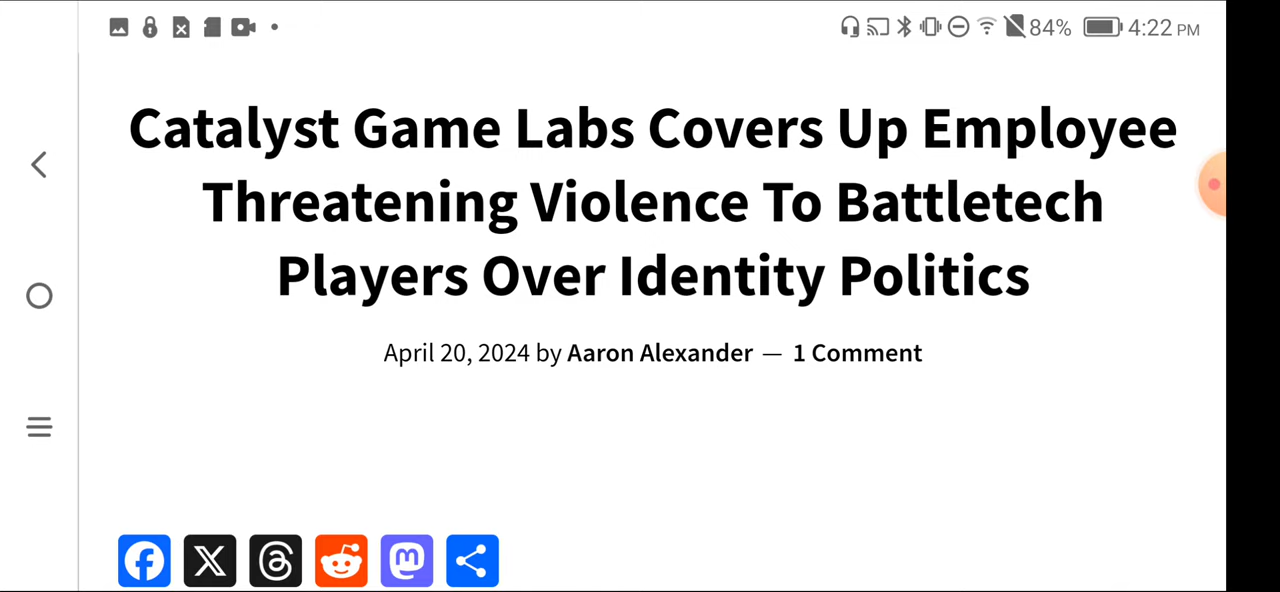 84% 4:22 PM
Catalyst Game Labs Covers Up Employee
Threatening Violence To Battletech
Players Over Identity Politics
April 20, 2024 by Aaron Alexander — 1 Comment